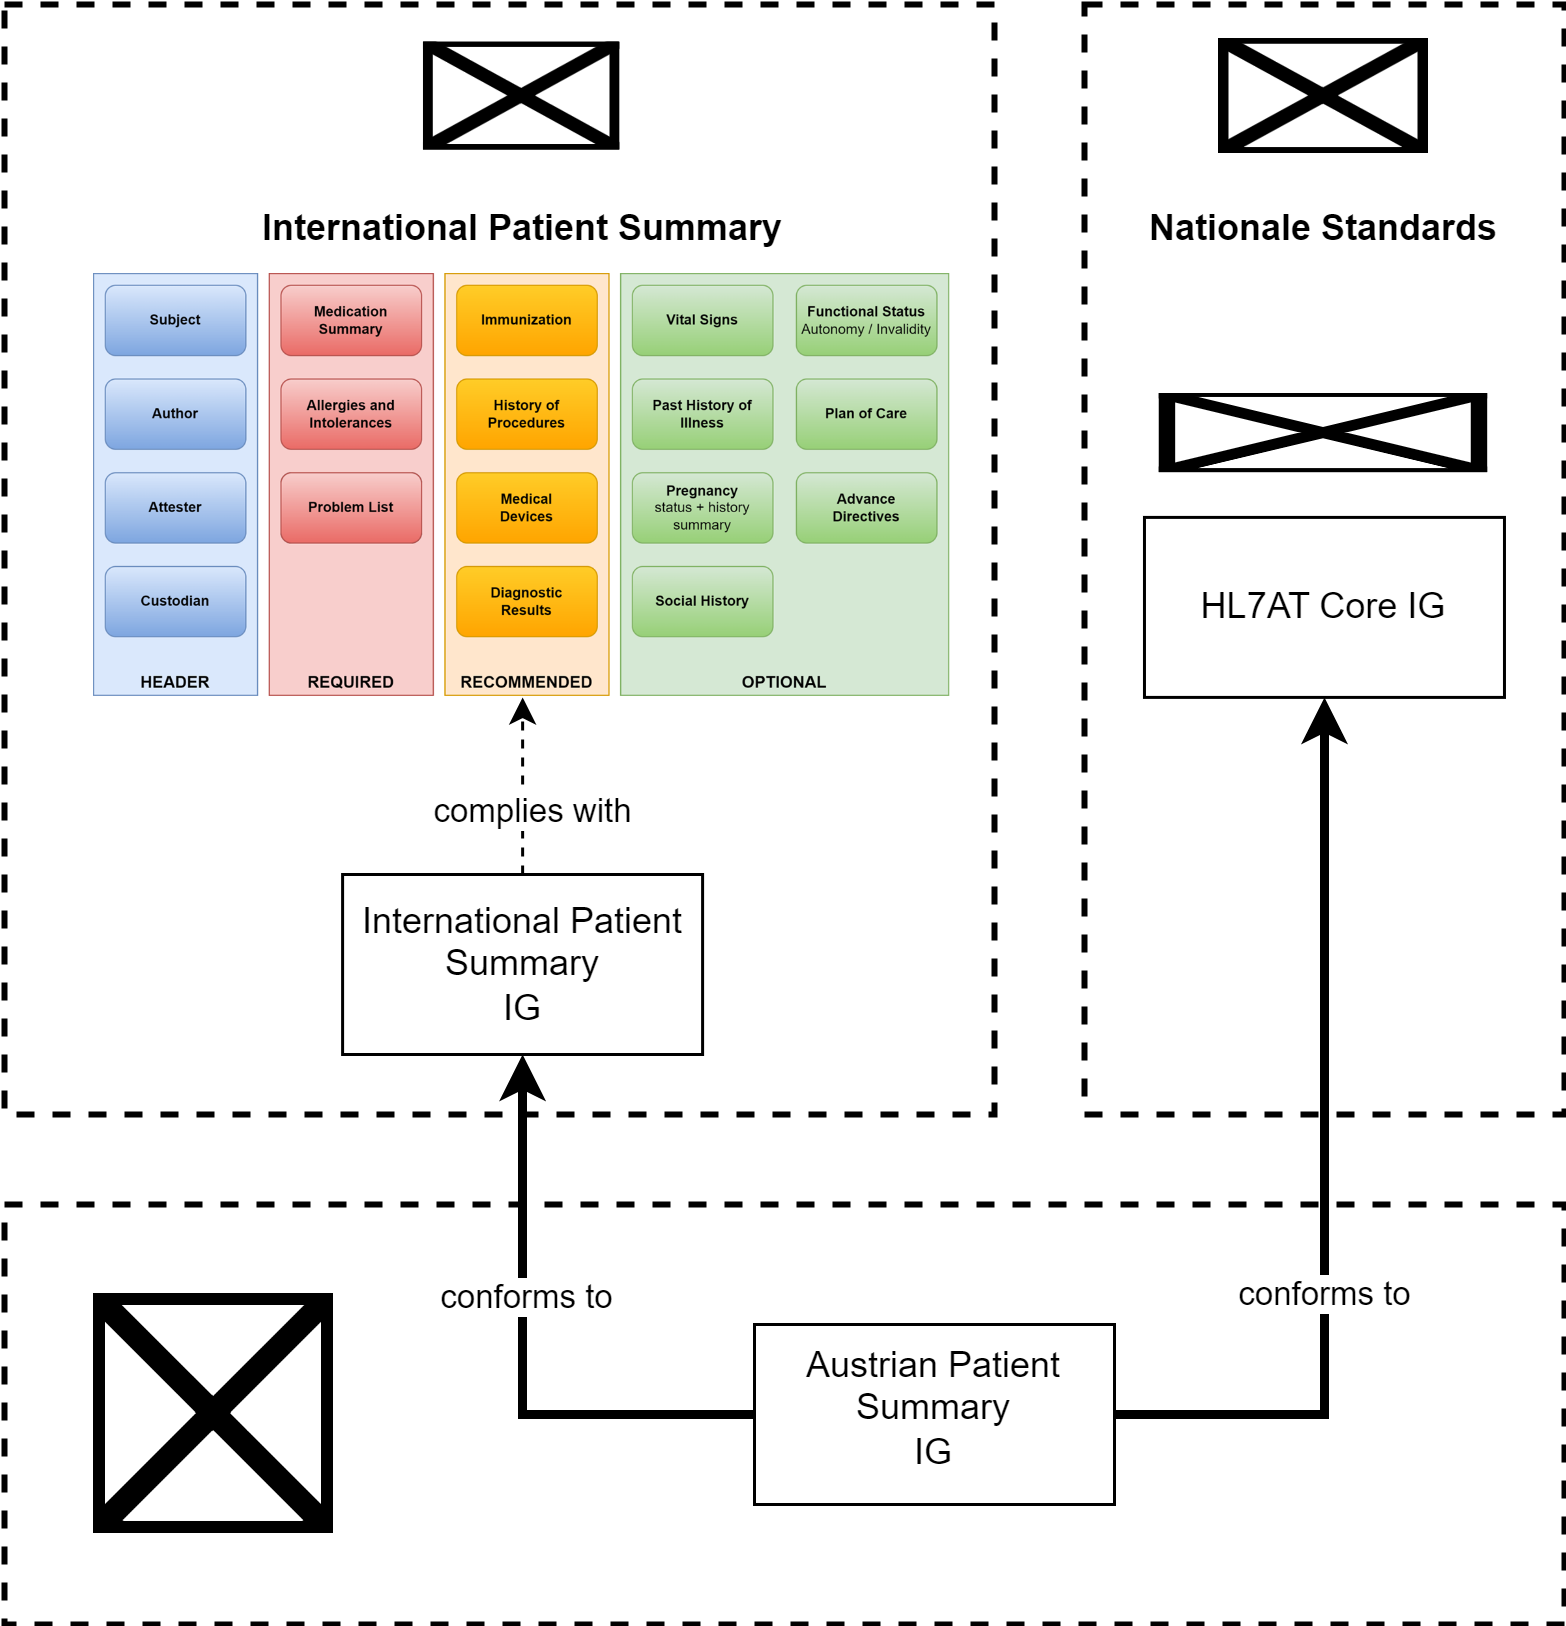 International Patient Summary
Subject
Author
Attester
Custodian
HEADER
Medication
Summary
Allergies and
Intolerances
Problem List
REQUIRED
Immunization
History of
Procedures
Medical
Devices
Diagnostic
Results
RECOMMENDED
Vital Signs
Past History of
Illness
Pregnancy
status + history
summary
Social History
Functional Status
Autonomy / Invalidity
Plan of Care
Advance
Directives
OPTIONAL
complies with
International Patient
Summary
IG
Nationale Standards
HL7AT Core IG
conforms to
conforms to
Austrian Patient
Summary
IG